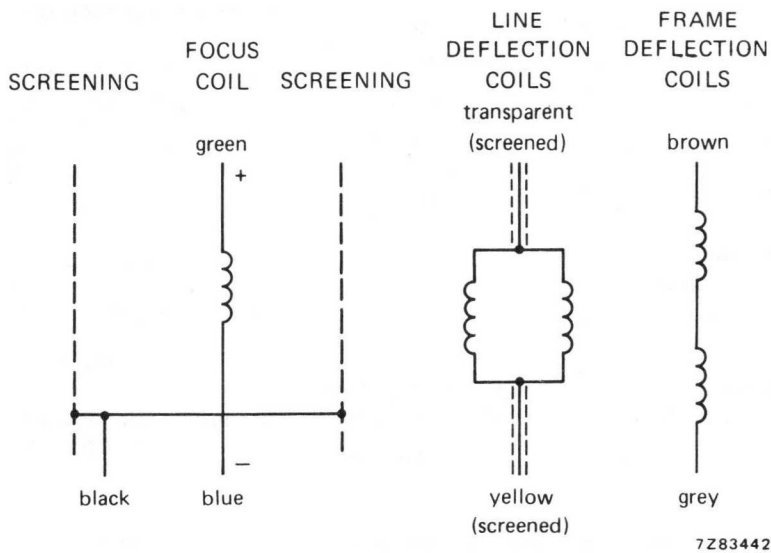 SCREENING
FOCUS
COIL
SCREENING
LINE
DEFLECTION
COILS
FRAME
DEFLECTION
COILS
green
+
transparent
(screened)
brown
black
−
blue
yellow
(screened)
grey
7Z83442